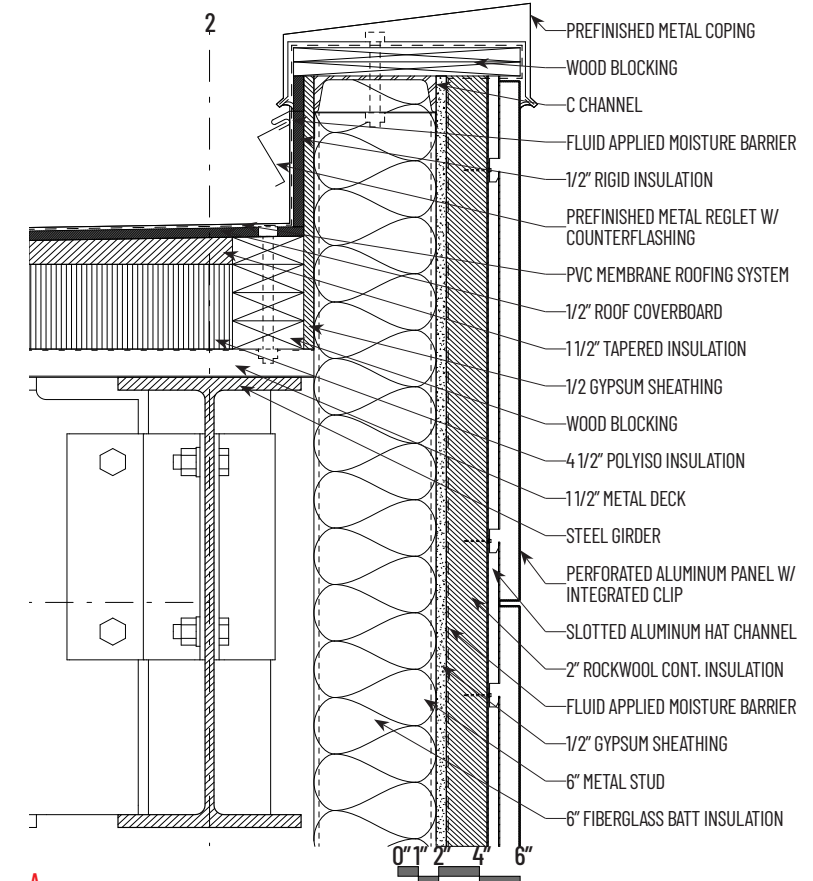 2
PREFINISHED METAL COPING
WOOD BLOCKING
C CHANNEL
FLUID APPLIED MOISTURE BARRIER
1/2" RIGID INSULATION
PREFINISHED METAL REGLET W/
COUNTERFLASHING
PVC MEMBRANE ROOFING SYSTEM
1/2" ROOF COVERBOARD
1 1/2" TAPERED INSULATION
1/2 GYPSUM SHEATHING
WOOD BLOCKING
4 1/2" POLYISO INSULATION
1 1/2" METAL DECK
STEEL GIRDER
PERFORATED ALUMINUM PANEL W/
INTEGRATED CLIP
SLOTTED ALUMINUM HAT CHANNEL
2" ROCKWOOL CONT. INSULATION
FLUID APPLIED MOISTURE BARRIER
1/2" GYPSUM SHEATHING
6" METAL STUD
6" FIBERGLASS BATT INSULATION
0" 1" 2" 4" 6"
A